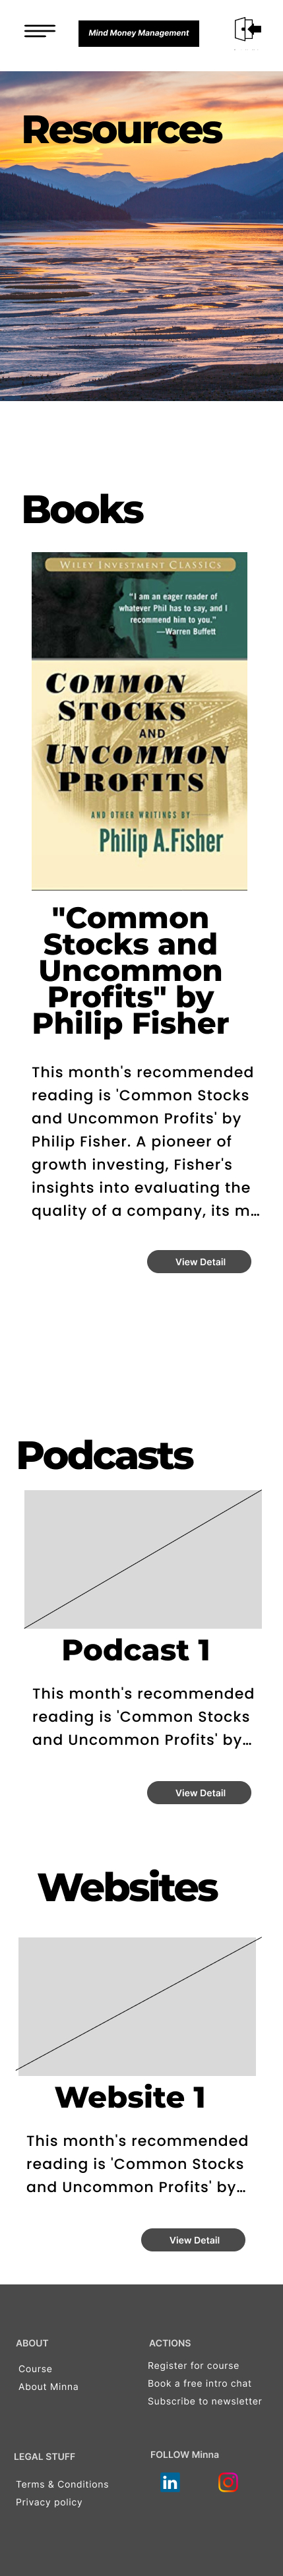 Mind Money Management
Resources
Books
WILEY INVESTMENT CLASSICS
"I am an eager reader of
whatever Phil has to say, and I
recommend him to you."
—Warren Buffett
COMMON
STOCKS
AND
UNCOMMON
PROFITS
AND OTHER WRITINGS BY
Philip A.Fisher
"Common
Stocks and
Uncommon
Profits" by
Philip Fisher
This month's recommended
reading is 'Common Stocks
and Uncommon Profits' by
Philip Fisher. A pioneer of
growth investing, Fisher's
insights into evaluating the
quality of a company, its m...
View Detail
Podcasts
Podcast 1
This month's recommended
reading is 'Common Stocks
and Uncommon Profits' by...
View Detail
Websites
Website 1
This month's recommended
reading is 'Common Stocks
and Uncommon Profits' by...
View Detail
ABOUT
Course
About Minna
ACTIONS
Register for course
Book a free intro chat
Subscribe to newsletter
LEGAL STUFF
Terms & Conditions
Privacy policy
FOLLOW Minna
in